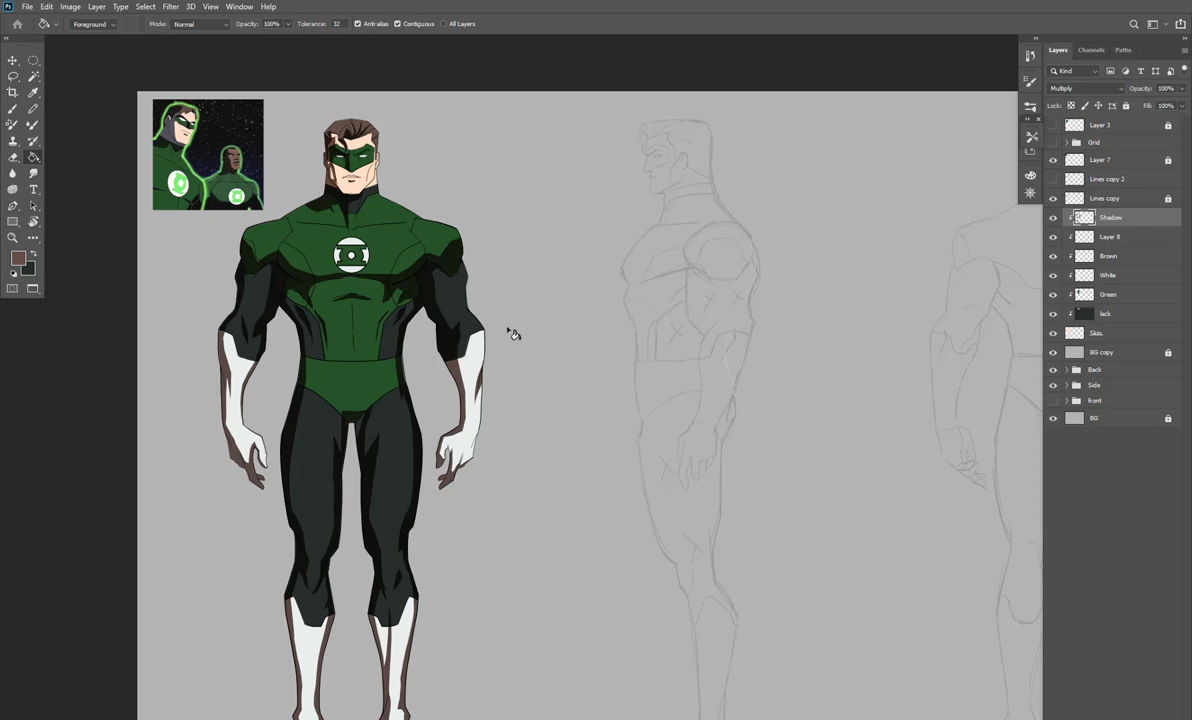 Ps File Edit Image Layer Type Select Filter 3D View Window Help
Foreground Mode: Normal Opacity: 100% Tolerance: 32 Anti-alias Contiguous All Layers
Layers Channels Paths
Kind
Multiply Opacity: 100%
Lock: Fill: 100%
Layer 3
Grid
Layer 7
Lines copy 2
Lines copy
Shadow
Layer 8
Brown
White
Green
lack
Skin
BG copy
Back
Side
front
BG